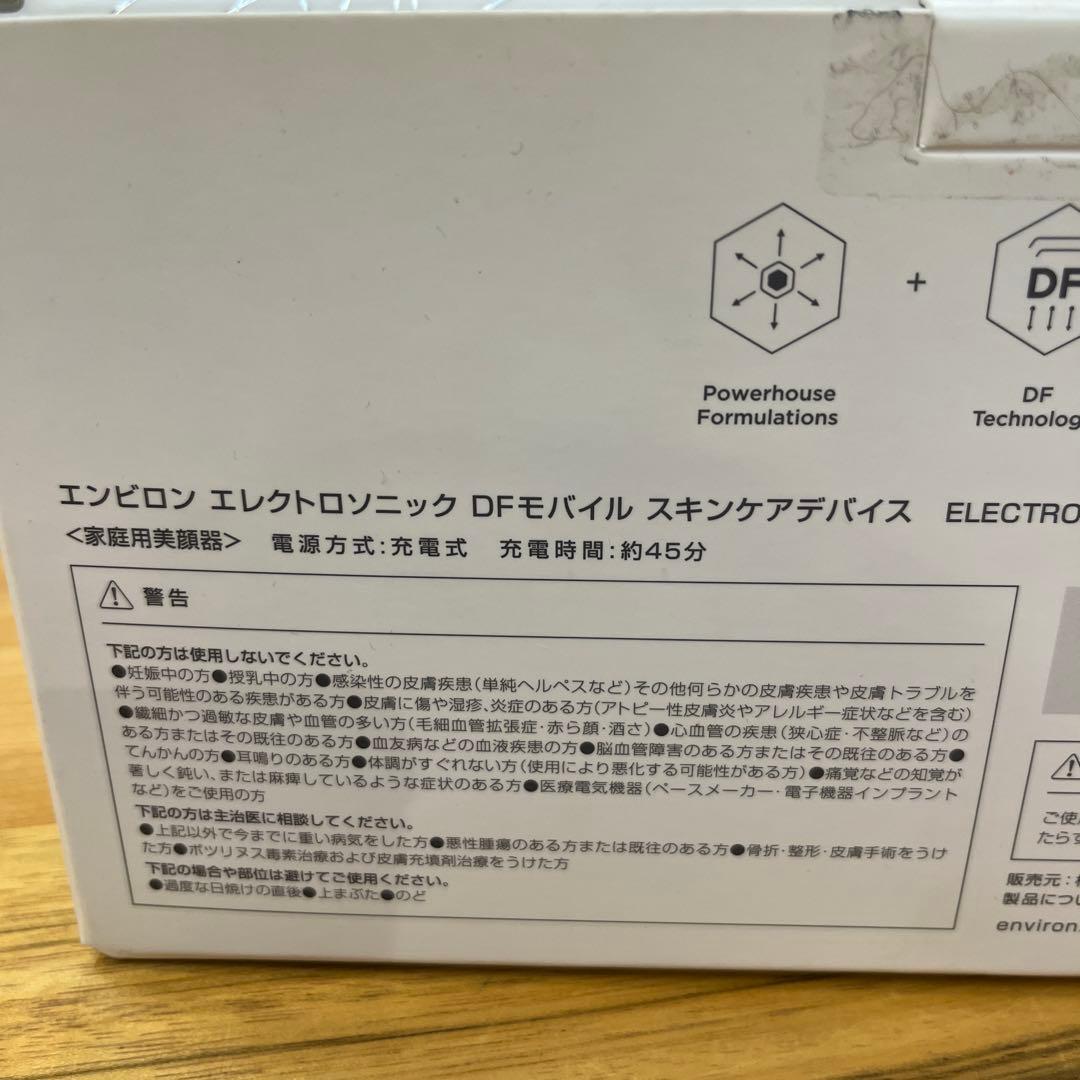 Powerhouse
Formulations
+
DF
DF
Technolog
エンビロン エレクトロソニック DFモバイル スキンケアデバイス ELECTRO
<家庭用美顔器> 電源方式:充電式 充電時間:約45分
警告
下記の方は使用しないでください。
●妊娠中の方●授乳中の方●感染性の皮膚疾患(単純ヘルペスなど)その他何らかの皮膚疾患や皮膚トラブルを
伴う可能性のある疾患がある方●皮膚に傷や湿疹、炎症のある方(アトピー性皮膚炎やアレルギー症状などを含む)
●繊細かつ過敏な皮膚や血管の多い方(毛細血管拡張症・赤ら顔・酒さ)●心血管の疾患(狭心症・不整脈など)の
ある方またはその既往のある方●血友病などの血液疾患の方●脳血管障害のある方またはその既往のある方●
てんかんの方●耳鳴りのある方●体調がすぐれない方(使用により悪化する可能性がある方)●痛覚などの知覚が
著しく鈍い、または麻痺しているような症状のある方●医療電気機器(ペースメーカー・電子機器インプラント
など)をご使用の方
下記の方は主治医に相談してください。
●上記以外で今までに重い病気をした方●悪性腫瘍のある方または既往のある方●骨折・整形・皮膚手術をうけ
た方●ボツリヌス毒素治療および皮膚充填剤治療をうけた方
下記の場合や部位は避けてご使用ください。
●過度な日焼けの直後●上まぶた●のど
ご使
たらす
販売元:
製品につ
environ.